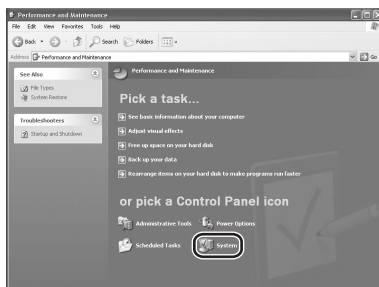 Performance and Maintenance
File Edit View Favorites Tools Help
Back Search Folders
Address Performance and Maintenance Go
See Also
File Types
System Restore
Troubleshooters
Startup and Shutdown
Performance and Maintenance
Pick a task...
See basic information about your computer
Adjust visual effects
Free up space on your hard disk
Back up your data
Rearrange items on your hard disk to make programs run faster
or pick a Control Panel icon
Administrative Tools Power Options
Scheduled Tasks System